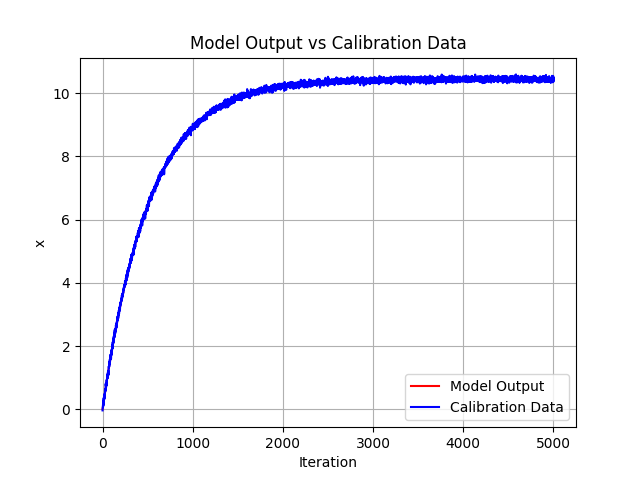 Model Output vs Calibration Data
10
8
6
4
2
0
x
0 1000 2000 3000 4000 5000
Iteration
Model Output
Calibration Data